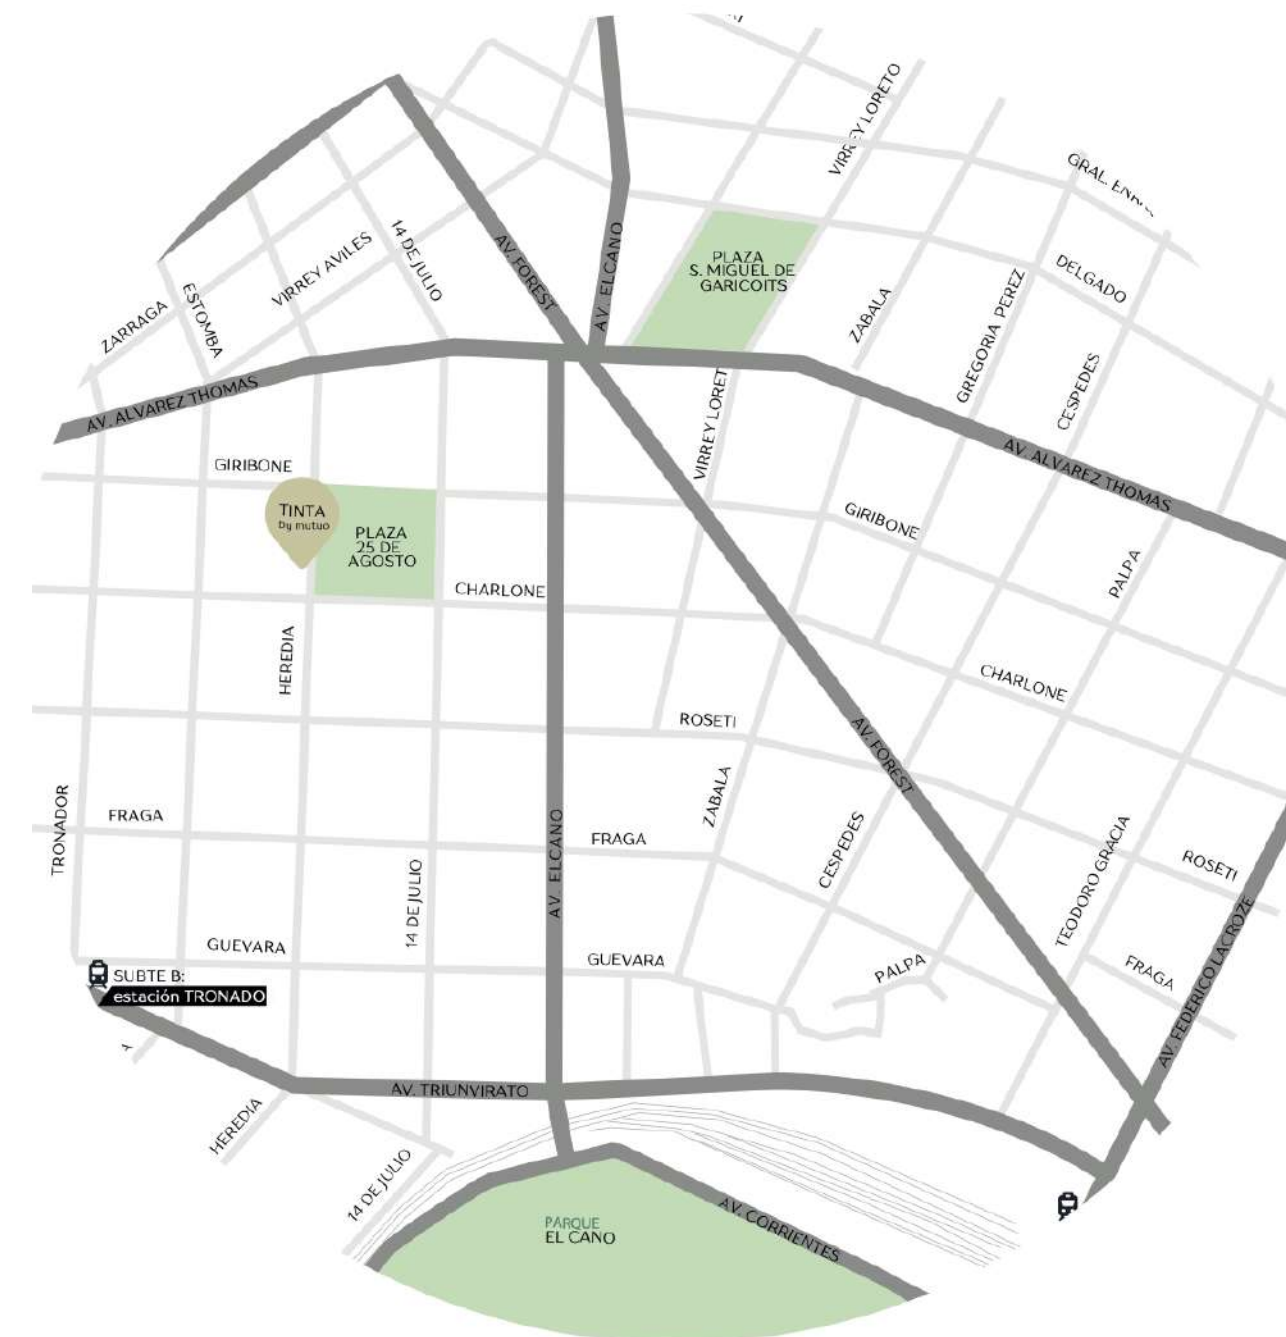 VIRREY LORETO
GRAL.
PLAZA
S. MIGUEL DE
GARICOITS
DELGADO
14 DE JULIO
VIRREY AVILES
AV. FOREST
AV. ELCANO
ZARRAGA
ESTOMBA
ZABALA
GREGORIA PEREZ
CESPEDES
AV. ALVAREZ THOMAS
VIRREY LORET
AV. ALVAREZ THOMAS
GIRIBONE
TINTA
By mutuo
PLAZA
25 DE
AGOSTO
GIRIBONE
PALPA
CHARLONE
HEREDIA
CHARLONE
ROSETI
AV. FOREST
TRONADOR
FRAGA
AV. ELCANO
FRAGA
ZABALA
CESPEDES
TEODORO GRACIA
ROSETI
14 DE JULIO
GUEVARA
GUEVARA
PALPA
FRAGA
AV. FEDERICO LACROZE
SUBTE B:
estación TRONADO
AV. TRIUNVIRATO
HEREDIA
14 DE JULIO
PARQUE
EL CANO
AV. CORRIENTES